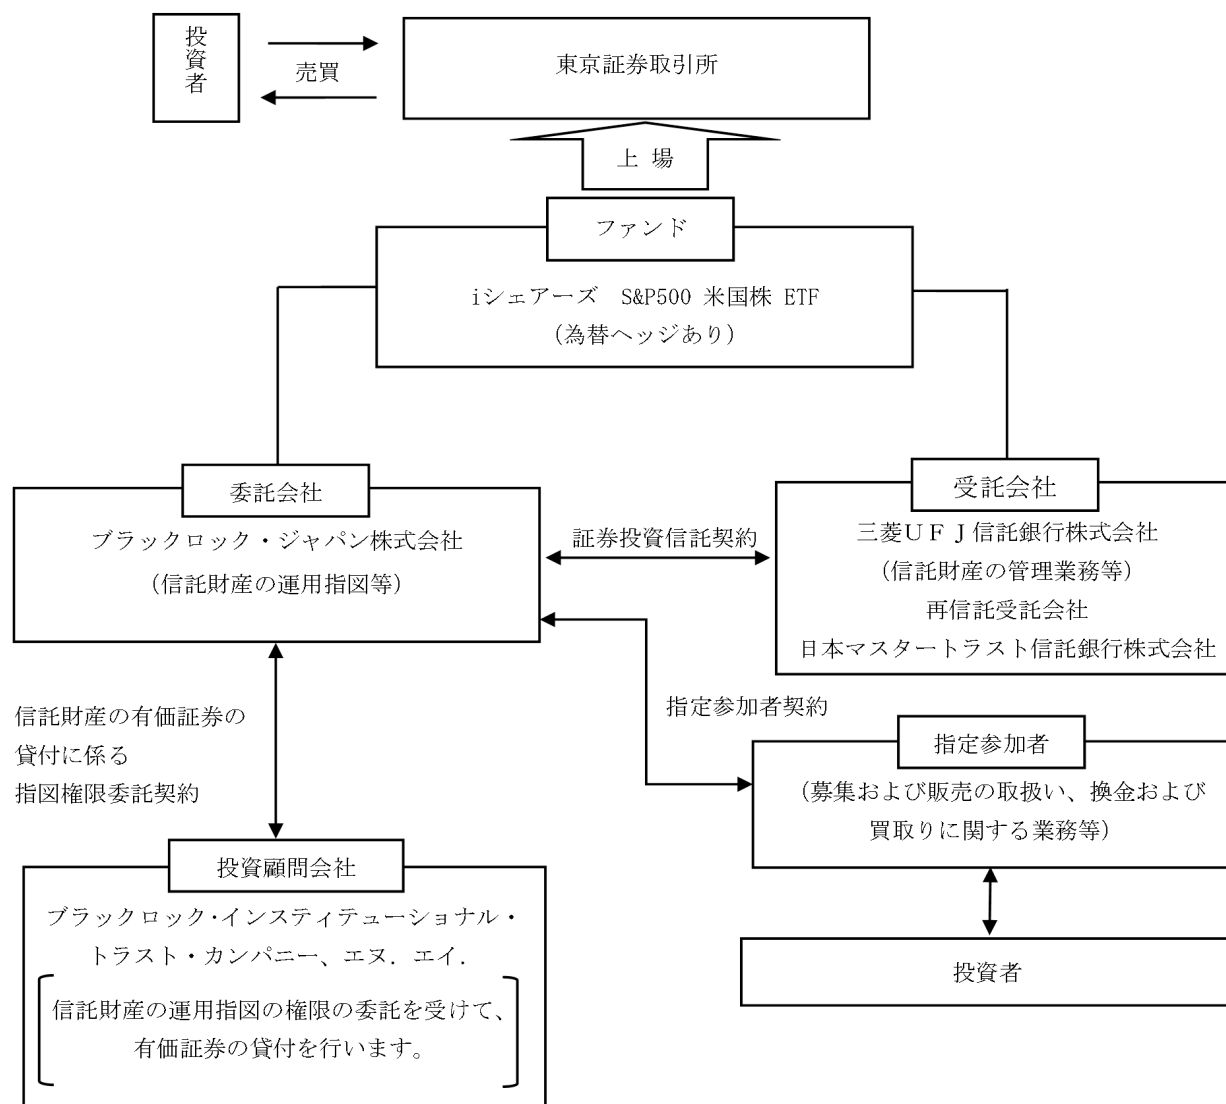 投資者
売買
東京証券取引所
上 場
ファンド
iシェアーズ S&P500 米国株 ETF
（為替ヘッジあり）
委託会社
ブラックロック・ジャパン株式会社
（信託財産の運用指図等）
証券投資信託契約
受託会社
三菱ＵＦＪ信託銀行株式会社
（信託財産の管理業務等）
再信託受託会社
日本マスタートラスト信託銀行株式会社
信託財産の有価証券の
貸付に係る
指図権限委託契約
指定参加者契約
指定参加者
（募集および販売の取扱い、換金および
買取りに関する業務等）
投資者
投資顧問会社
ブラックロック・インスティテューショナル・
トラスト・カンパニー、エヌ．エイ．
信託財産の運用指図の権限の委託を受けて、
有価証券の貸付を行います。